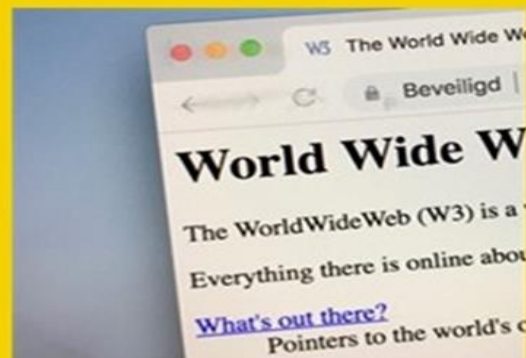 W3 The World Wide W
Beveiligd |
World Wide W
The WorldWideWeb (W3) is a
Everything there is online abou
What's out there?
Pointers to the world's